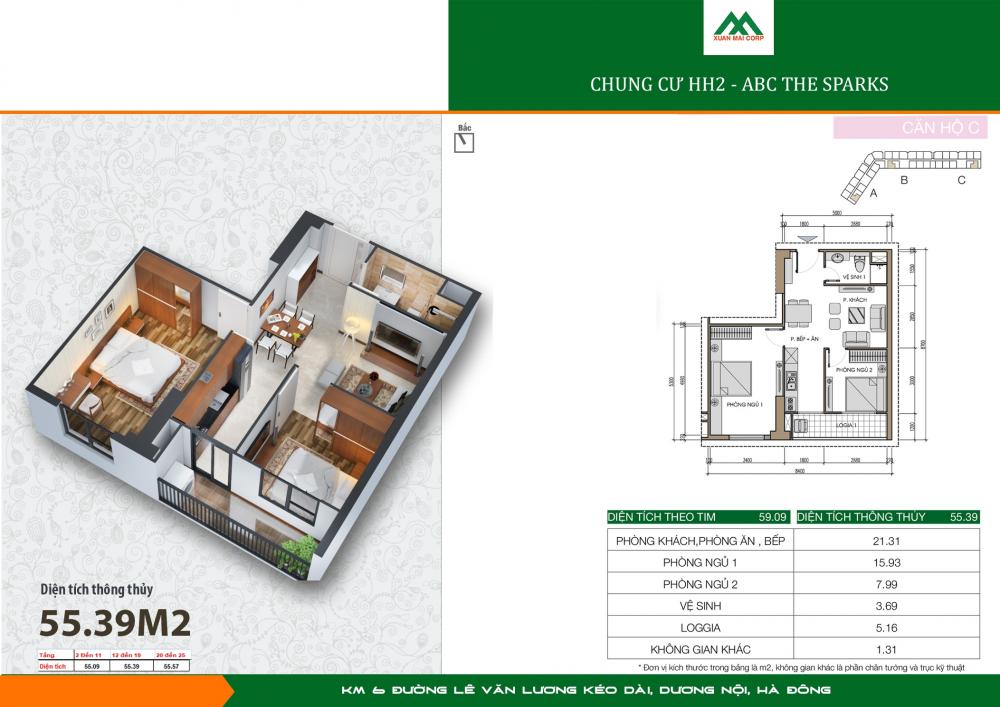 XUAN MAI CORP
CHUNG CƯ HH2 - ABC THE SPARKS
Bắc
CĂN HỘ C
A
B
C
5000
1800
2880
VỆ SINH 1
P. KHÁCH
P. BẾP + ĂN
PHÒNG NGỦ 2
PHÒNG NGỦ 1
LOGIA 1
3400
1800
2880
8400
DIỆN TÍCH THEO TIM 59.09 DIỆN TÍCH THÔNG THỦY 55.39
PHÒNG KHÁCH,PHÒNG ĂN , BẾP 21.31
PHÒNG NGỦ 1 15.93
PHÒNG NGỦ 2 7.99
VỆ SINH 3.69
LOGGIA 5.16
KHÔNG GIAN KHÁC 1.31
* Đơn vị kích thước trong bảng là m2, không gian khác là phần chân tường và trục kỹ thuật
Diện tích thông thủy
55.39M2
Tầng 2 Đến 11 12 đến 19 20 đến 25
Diện tích 55.09 55.39 55.57
KM 6 ĐƯỜNG LÊ VĂN LƯƠNG KÉO DÀI, DƯƠNG NỘI, HÀ ĐÔNG